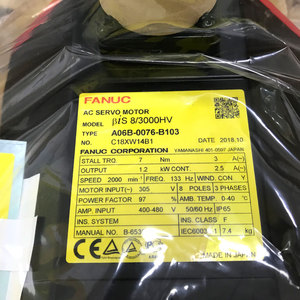 FANUC
AC SERVO MOTOR
MODEL βiS 8/3000HV
TYPE A06B-0076-B103
NO. C18XW14B1 DATE 2018.10
FANUC CORPORATION YAMANASHI 401-0597 JAPAN
STALL TRQ. 7 Nm 3 A(~)
OUTPUT 1.2 kW CONT. 2.5 A(~)
SPEED 2000 min⁻¹ FREQ. 133 Hz WIND. CON Y
MOTOR INPUT(~) 305 V 8 POLES 3 PHASES
POWER FACTOR 97 % AMB. TEMP. 0-40 ℃
AMP. INPUT 400-480 V 50/60 Hz IP 65
INS. SYSTEM INS. CLASS F
MANUAL B-65 IEC6003 7.4 kg
MADE IN JAPAN